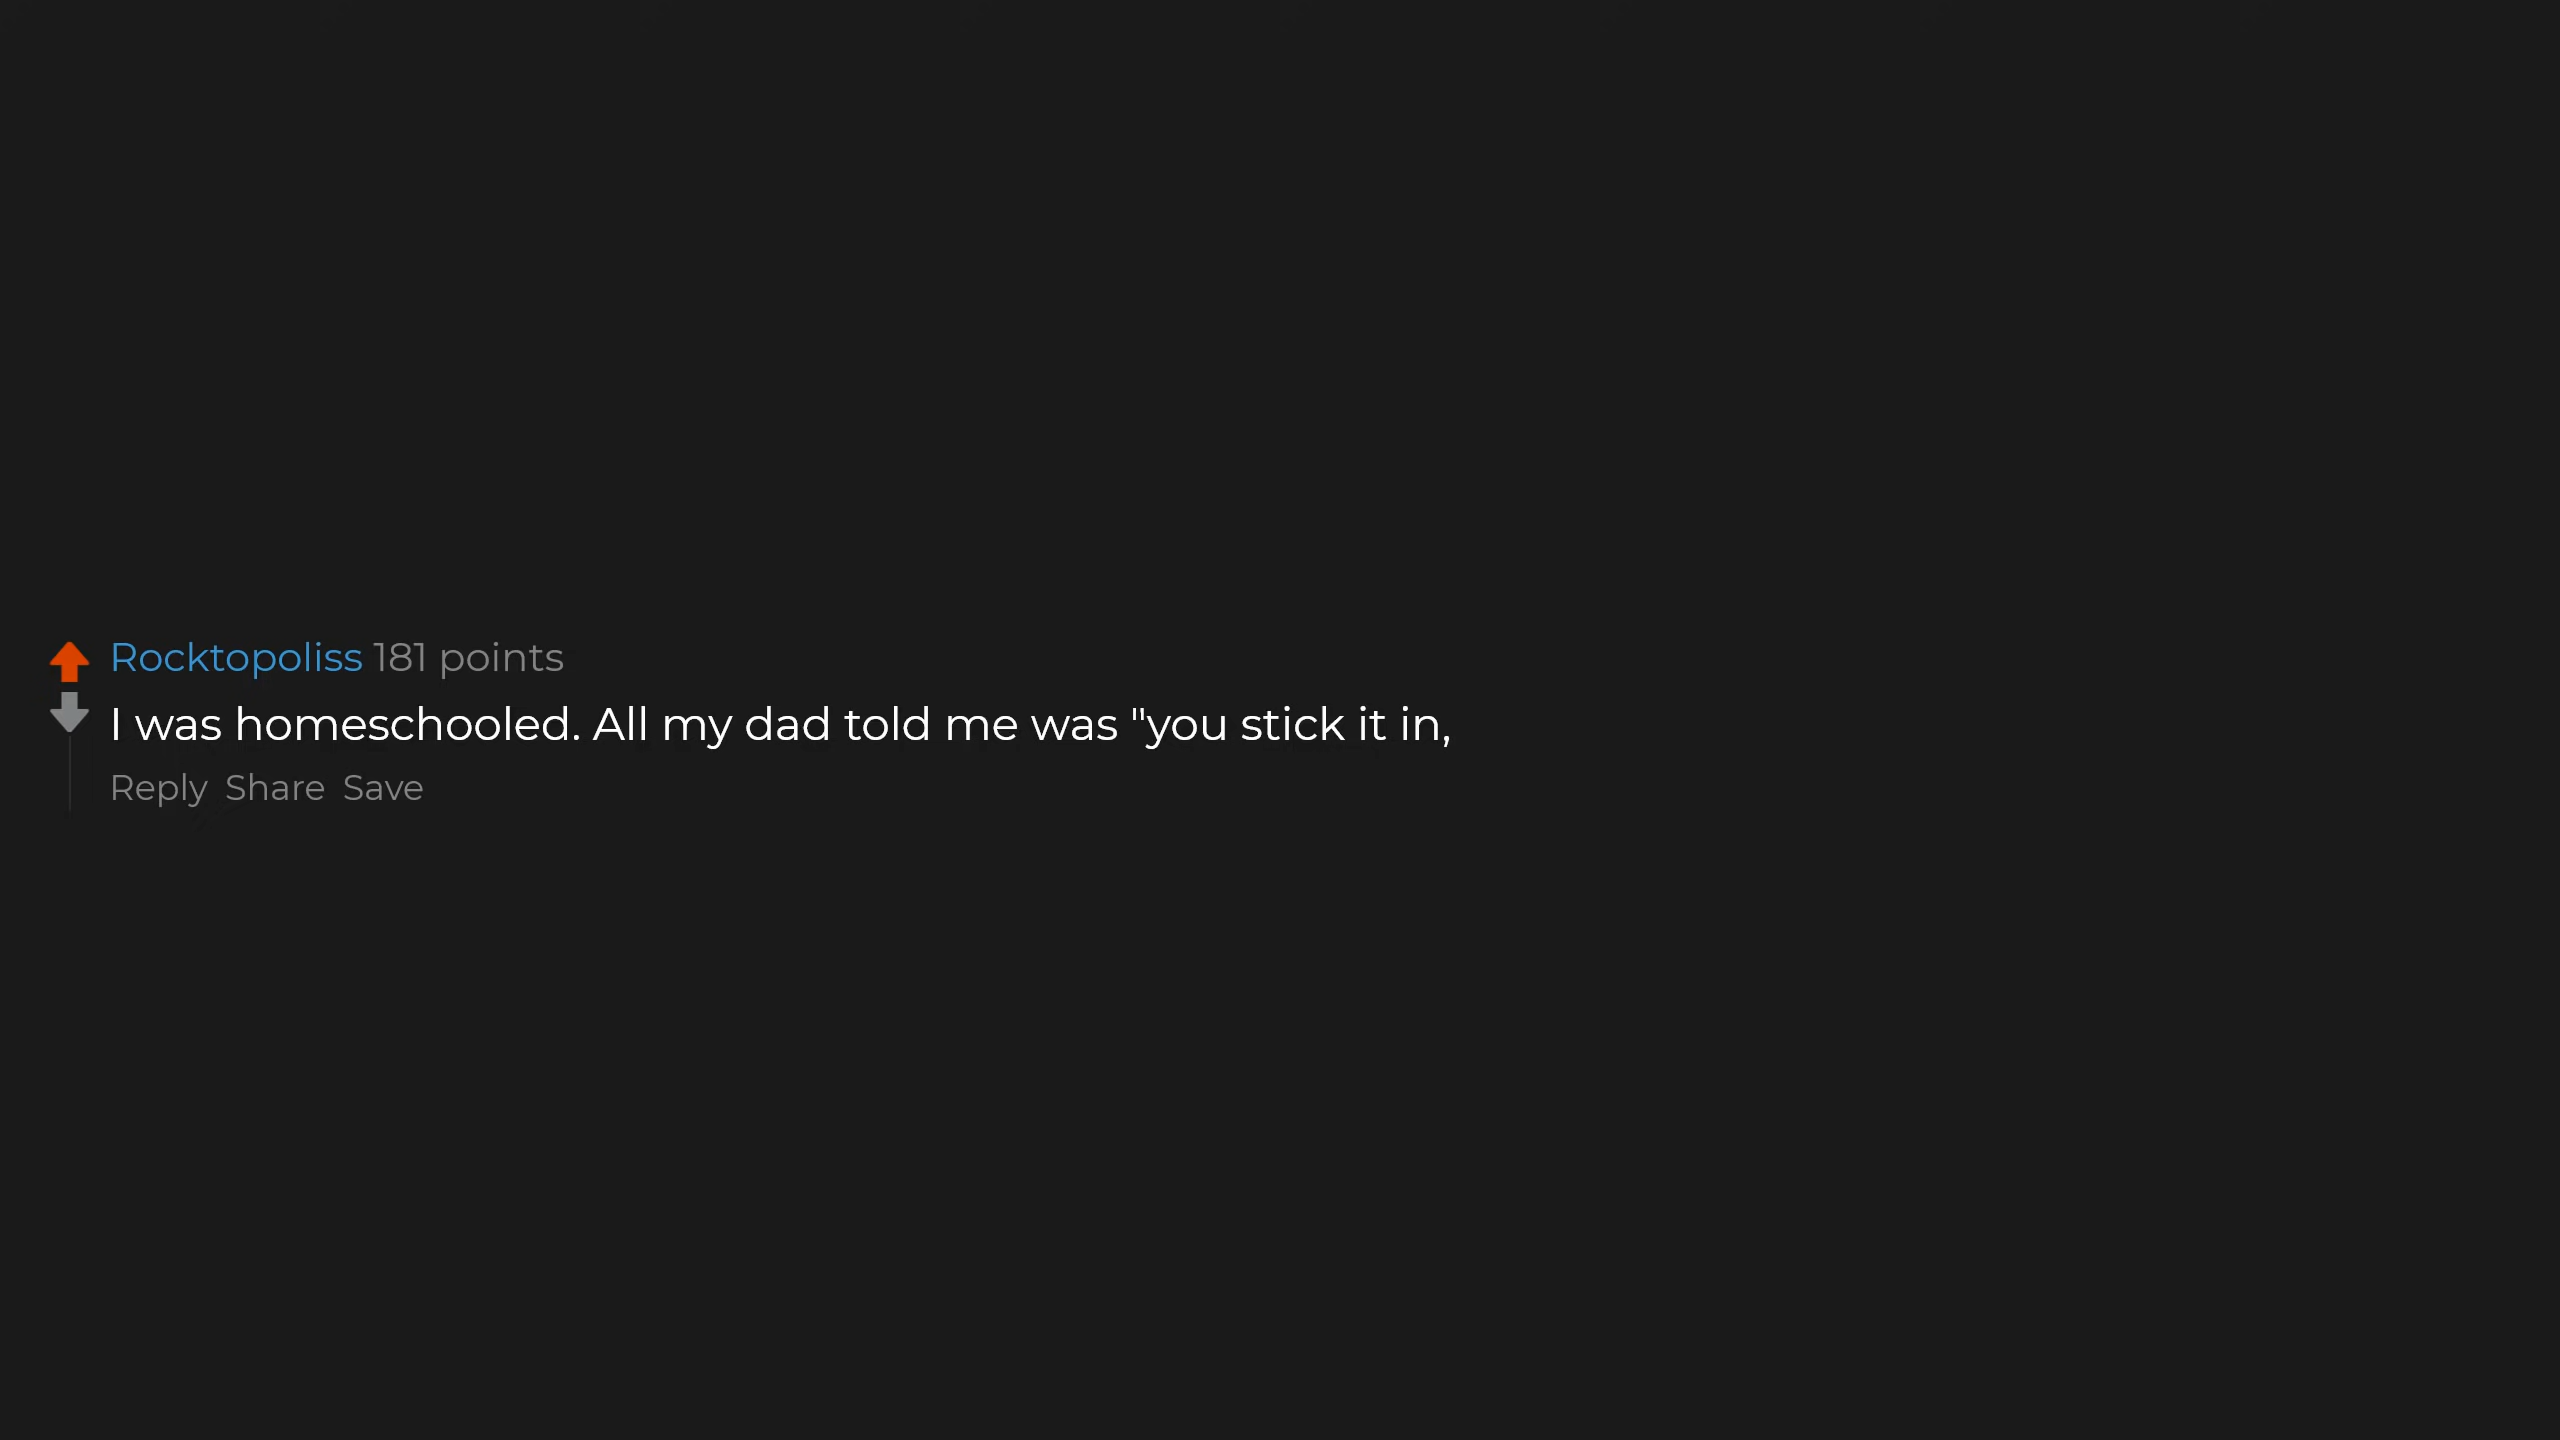 Rocktopoliss 181 points
I was homeschooled. All my dad told me was "you stick it in,
Reply Share Save